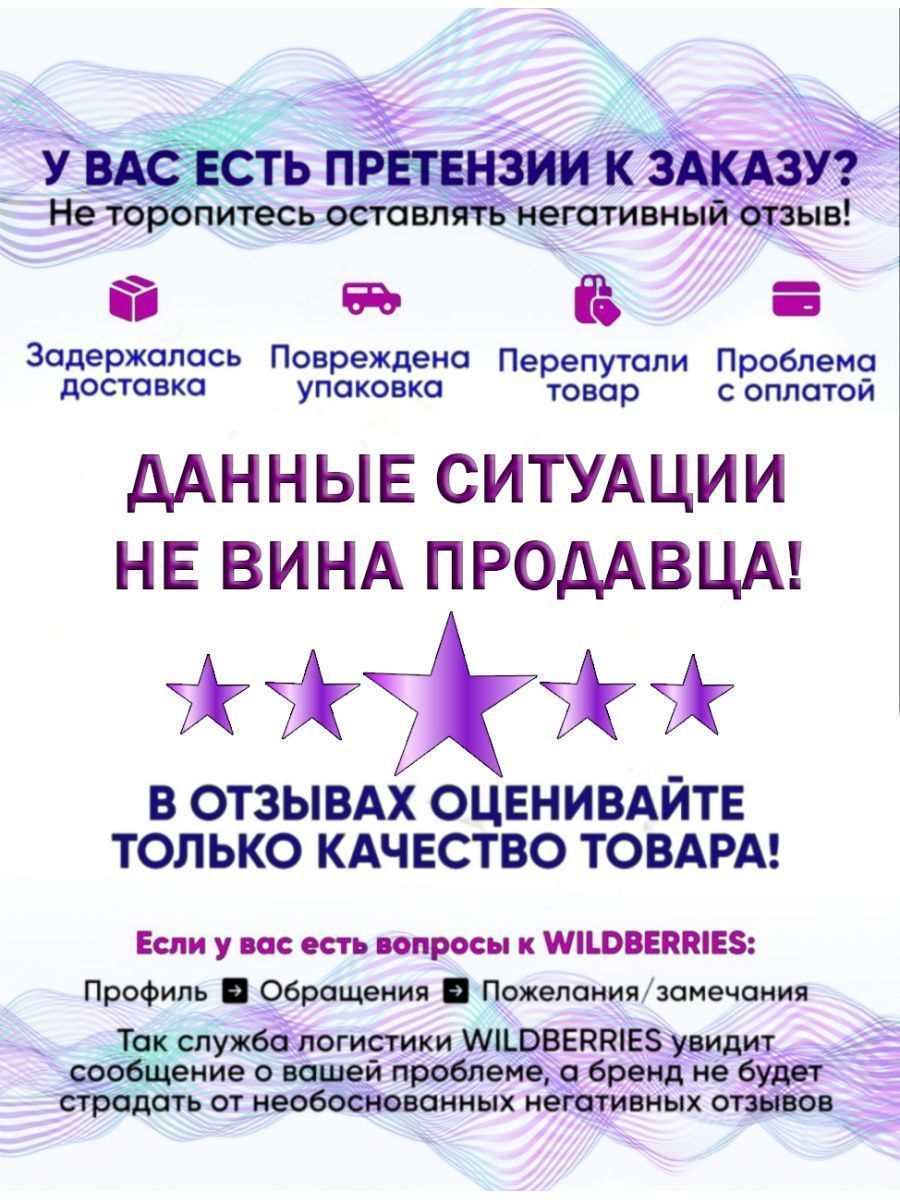 У ВАС ЕСТЬ ПРЕТЕНЗИИ К ЗАКАЗУ?
Не торопитесь оставлять негативный отзыв!
Задержалась
доставка
Повреждена
упаковка
Перепутали
товар
Проблема
с оплатой
ДАННЫЕ СИТУАЦИИ
НЕ ВИНА ПРОДАВЦА!
В ОТЗЫВАХ ОЦЕНИВАЙТЕ
ТОЛЬКО КАЧЕСТВО ТОВАРА!
Если у вас есть вопросы к WILDBERRIES:
Профиль → Обращения → Пожелания/замечания
Так служба логистики WILDBERRIES увидит
сообщение о вашей проблеме, а бренд не будет
страдать от необоснованных негативных отзывов